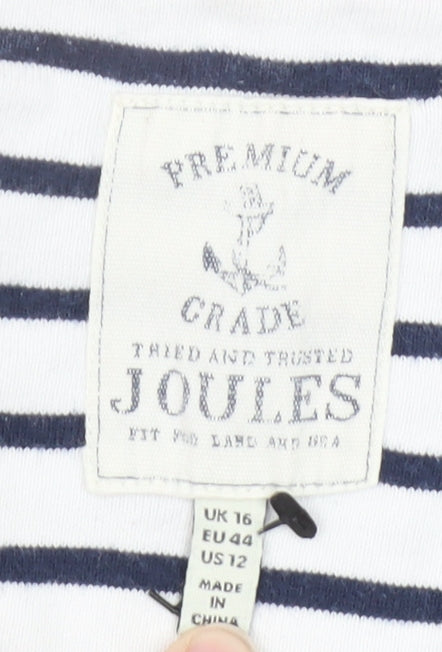 PREMIUM
GRADE
TRIED AND TRUSTED
JOULES
FIT FOR LAND AND SEA
UK 16
EU 44
US 12
MADE
IN
CHINA